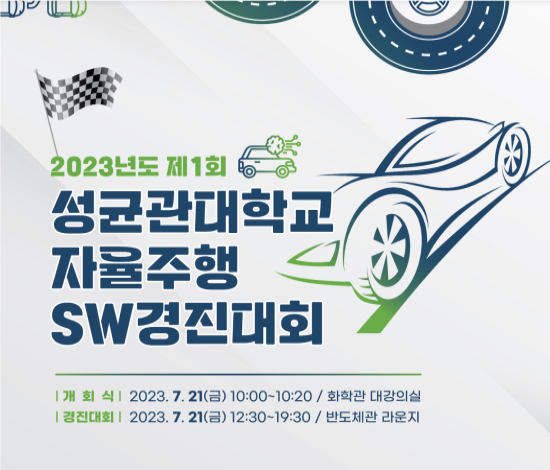 2023년도 제1회
성균관대학교
자율주행
SW경진대회
| 개 회 식 | 2023. 7. 21(금) 10:00~10:20 / 화학관 대강의실
| 경진대회 | 2023. 7. 21(금) 12:30~19:30 / 반도체관 라운지